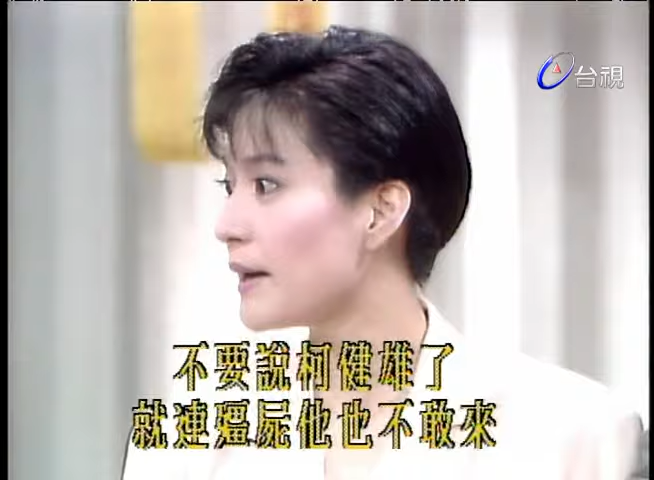 台視
不要說柯健雄了
就連殭屍他也不敢來